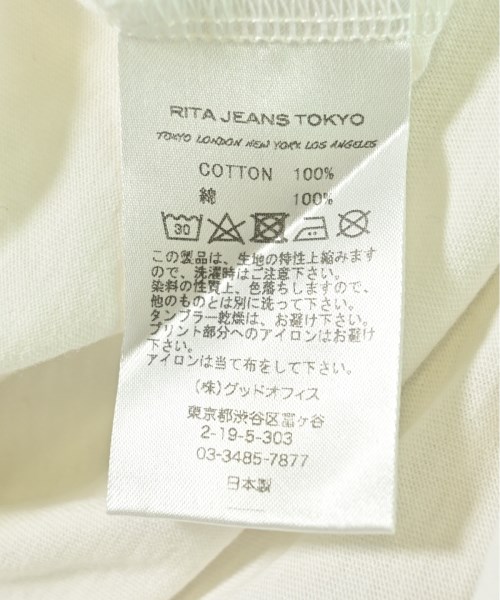 RITA JEANS TOKYO
TOKYO LONDON NEW YORK LOS ANGELES
COTTON 100%
綿 100%
30
この製品は、生地の特性上縮みます
ので、洗濯時はご注意下さい。
染料の性質上、色落ちしますので、
他のものとは別に洗って下さい。
タンブラー乾燥は、お避け下さい。
プリント部分へのアイロンはお避け
下さい。
アイロンは当て布をして下さい。
(株)グッドオフィス
東京都渋谷区富ヶ谷
2-19-5-303
03-3485-7877
日本製